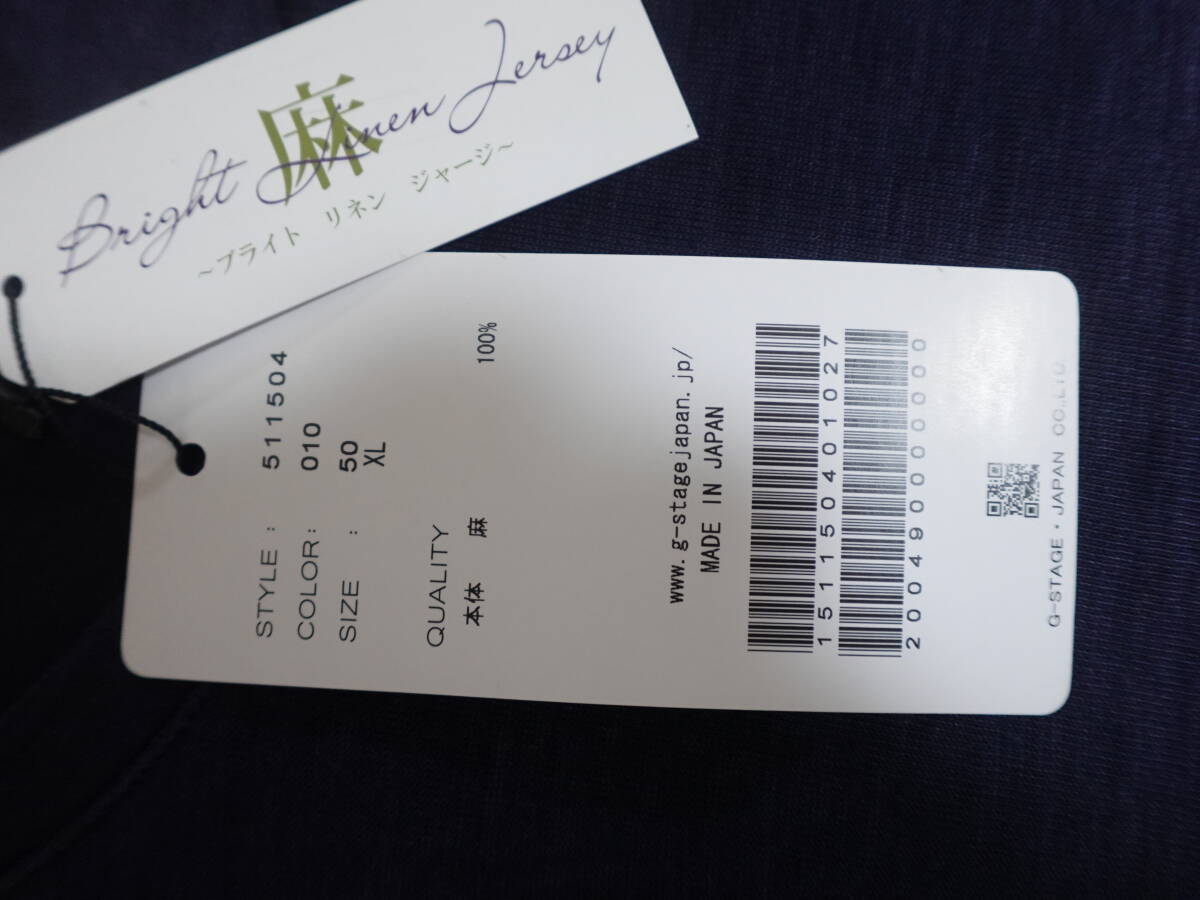 麻
Bright Linen Jersey
~ブライト リネン ジャージ~
STYLE : 511504
COLOR: 010
SIZE : 50
XL
QUALITY
本体 麻 100%
www.g-stagejapan.jp/
MADE IN JAPAN
151150401027
2004900000000
G-STAGE・JAPAN CO.,LTD.